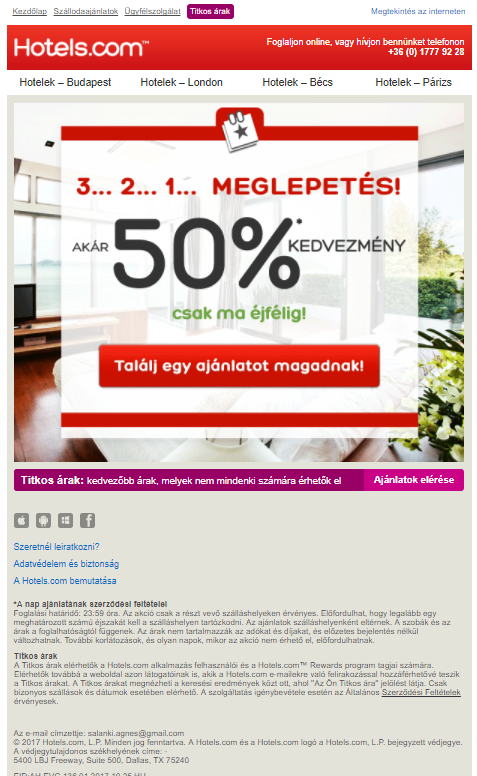 Kezdőlap Szállodaajánlatok Ügyfélszolgálat Titkos árak Megtekintés az interneten
Hotels.com™
Foglaljon online, vagy hívjon bennünket telefonon
+36 (0) 1777 92 28
Hotelek – Budapest Hotelek – London Hotelek – Bécs Hotelek – Párizs
3... 2... 1... MEGLEPETÉS!
AKÁR 50%* KEDVEZMÉNY
csak ma éjfélig!
Találj egy ajánlatot magadnak!
Titkos árak: kedvezőbb árak, melyek nem mindenki számára érhetők el Ajánlatok elérése
Szeretnél leiratkozni?
Adatvédelem és biztonság
A Hotels.com bemutatása
*A nap ajánlatának szerződési feltételei
Foglalási határidő: 23:59 óra. Az akció csak a részt vevő szálláshelyeken érvényes. Előfordulhat, hogy legalább egy
meghatározott számú éjszakát kell a szálláshelyen tartózkodni. Az ajánlatok szálláshelyenként eltérnek. A szobák és az
árak a foglalhatóságtól függenek. Az árak nem tartalmazzák az adókat és díjakat, és előzetes bejelentés nélkül
változhatnak. További korlátozások, és olyan napok, mikor az akció nem érhető el, előfordulhatnak.
Titkos árak
A Titkos árak elérhetők a Hotels.com alkalmazás felhasználói és a Hotels.com™ Rewards program tagjai számára.
Elérhetők továbbá a weboldal azon látogatóinak is, akik a Hotels.com e-mailekre való felirakozással hozzáférhetővé teszik
a Titkos árakat. A Titkos árakat megnézheti a keresési eredmények közt ott, ahol "Az Ön Titkos ára" jelölést látja. Csak
bizonyos szállások és dátumok esetében elérhető. A szolgáltatás igénybevétele esetén az Általános Szerződési Feltételek
érvényesek.
Az e-mail címzettje: salanki.agnes@gmail.com
© 2017 Hotels.com, L.P. Minden jog fenntartva. A Hotels.com és a Hotels.com logó a Hotels.com, L.P. bejegyzett védjegye.
A védjegytulajdonos székhelyének címe: -
5400 LBJ Freeway, Suite 500, Dallas, TX 75240